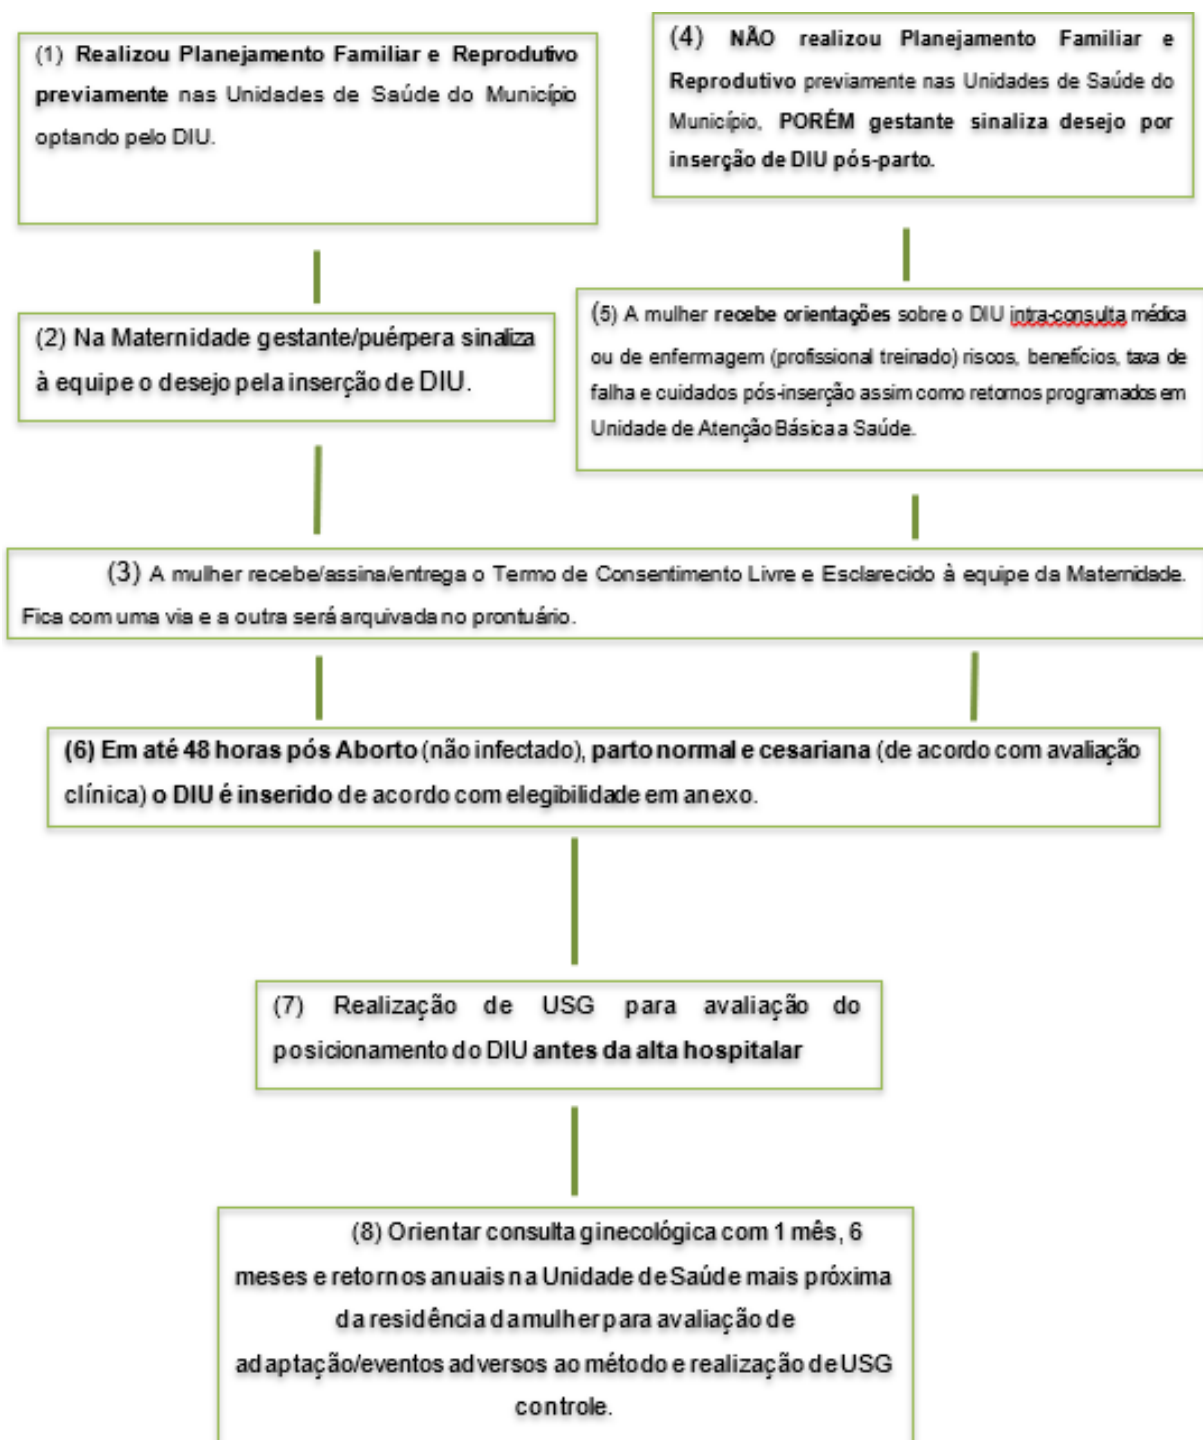 (1) Realizou Planejamento Familiar e Reprodutivo
previamente nas Unidades de Saúde do Município
optando pelo DIU.
(4) NÃO realizou Planejamento Familiar e
Reprodutivo previamente nas Unidades de Saúde do
Município, PORÉM gestante sinaliza desejo por
inserção de DIU pós-parto.
(2) Na Maternidade gestante/puérpera sinaliza
à equipe o desejo pela inserção de DIU.
(5) A mulher recebe orientações sobre o DIU intra-consulta médica
ou de enfermagem (profissional treinado) riscos, benefícios, taxa de
falha e cuidados pós-inserção assim como retornos programados em
Unidade de Atenção Básica a Saúde.
(3) A mulher recebe/assina/entrega o Termo de Consentimento Livre e Esclarecido à equipe da Maternidade.
Fica com uma via e a outra será arquivada no prontuário.
(6) Em até 48 horas pós Aborto (não infectado), parto normal e cesariana (de acordo com avaliação
clínica) o DIU é inserido de acordo com elegibilidade em anexo.
(7) Realização de USG para avaliação do
posicionamento do DIU antes da alta hospitalar
(8) Orientar consulta ginecológica com 1 mês, 6
meses e retornos anuais na Unidade de Saúde mais próxima
da residência da mulher para avaliação de
adaptação/eventos adversos ao método e realização de USG
controle.